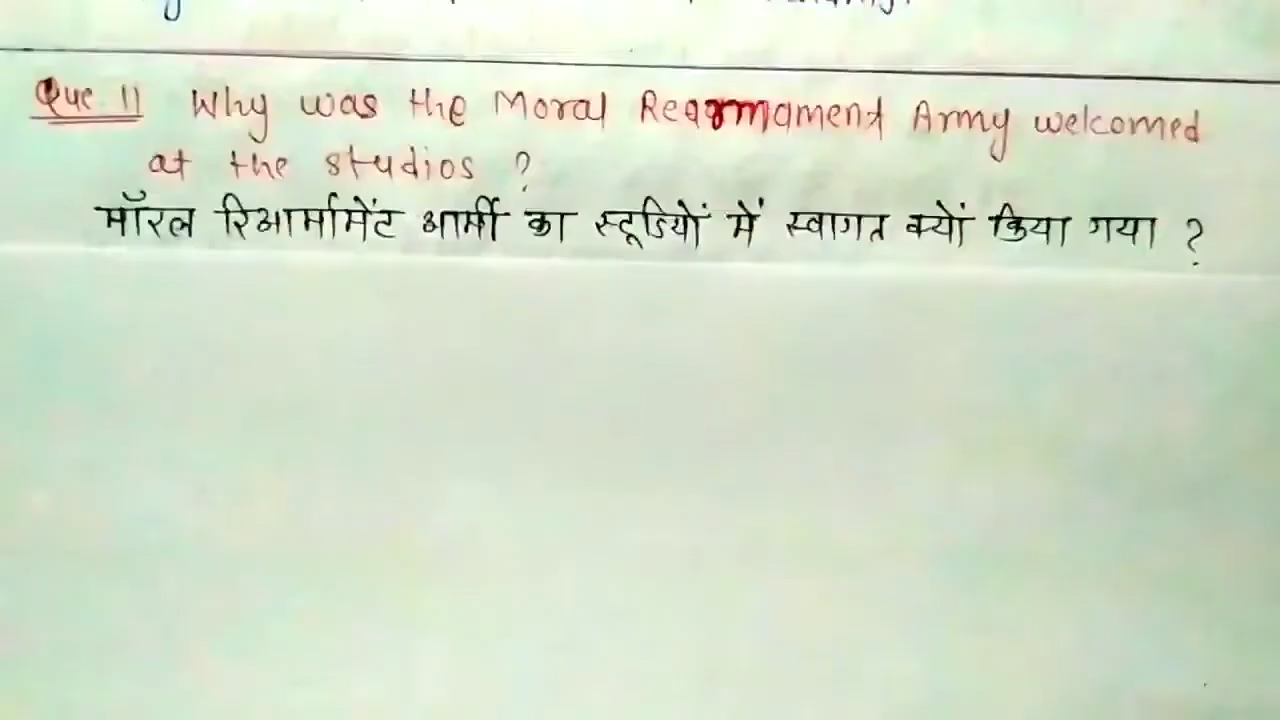 Que. 11 Why was the Moral Rearmament Army welcomed
at the studios ?
मॉरल रिआर्मामेंट आर्मी का स्टूडियों में स्वागत क्यों किया गया ?